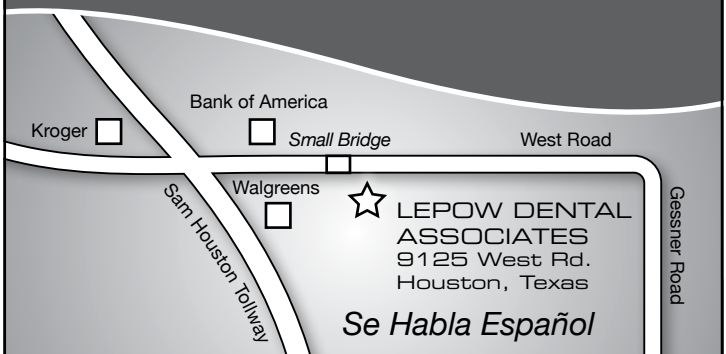 Bank of America
Kroger
Small Bridge
West Road
Walgreens
Sam Houston Tollway
Gessner Road
LEPOW DENTAL
ASSOCIATES
9125 West Rd.
Houston, Texas
Se Habla Español